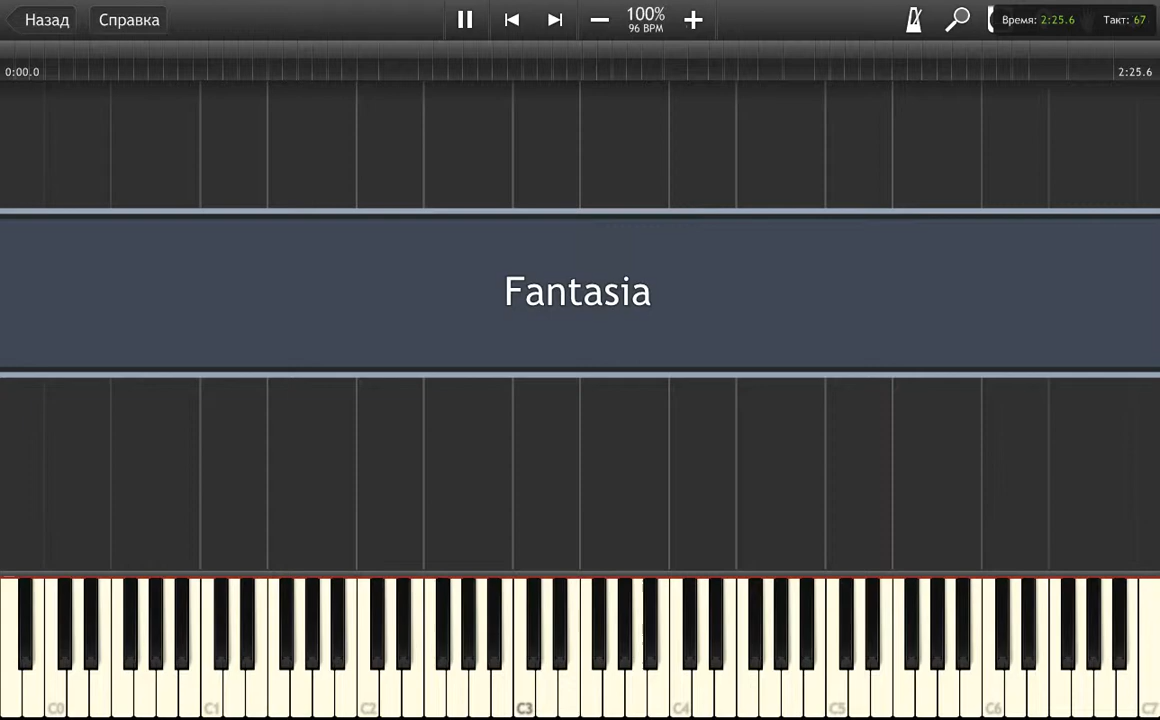 Назад
Справка
100%
96 BPM
Время: 2:25.6
Такт: 67
0:00.0
2:25.6
Fantasia
C0
C1
C2
C3
C4
C5
C6
C7